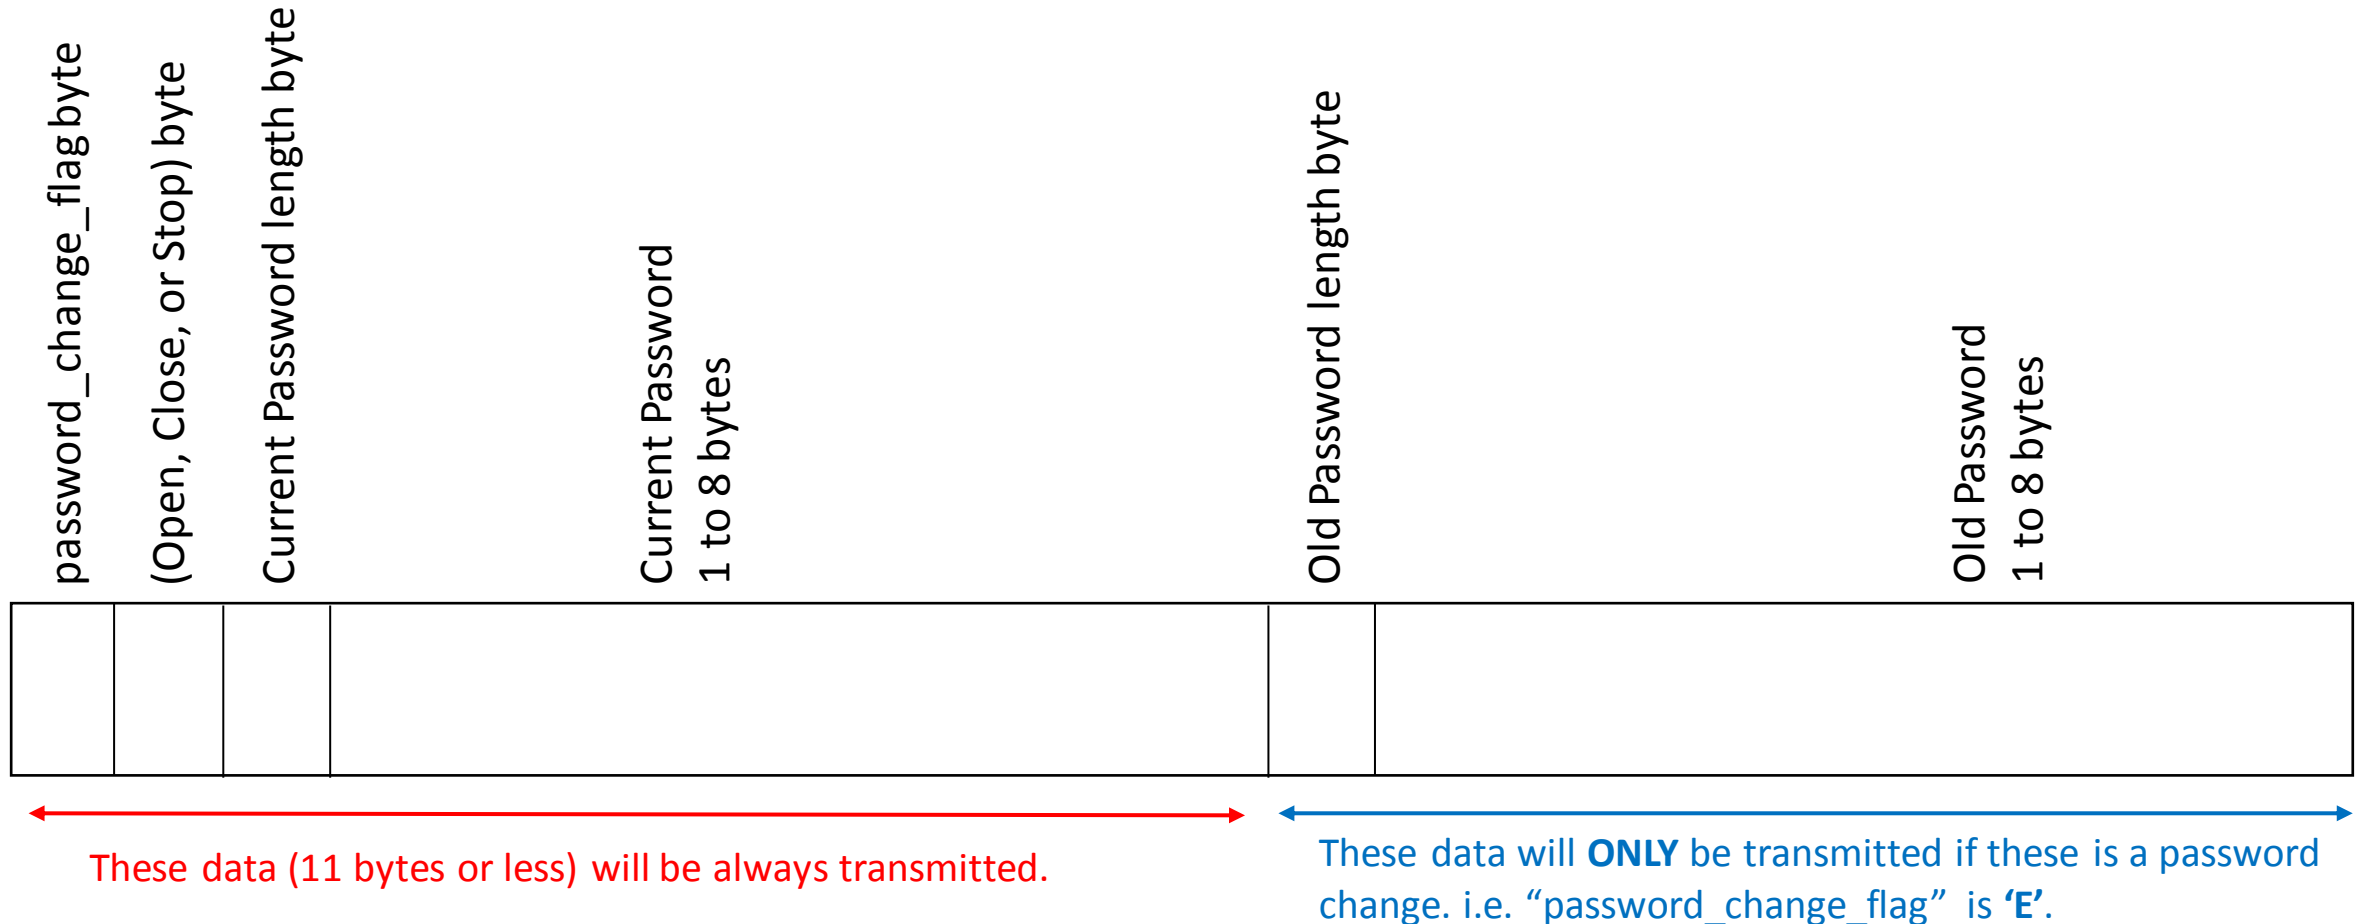 password_change_flag byte
(Open, Close, or Stop) byte
Current Password length byte
Current Password
1 to 8 bytes
Old Password length byte
Old Password
1 to 8 bytes
These data (11 bytes or less) will be always transmitted.
These data will ONLY be transmitted if these is a password
change. i.e. “password_change_flag” is ‘E’.